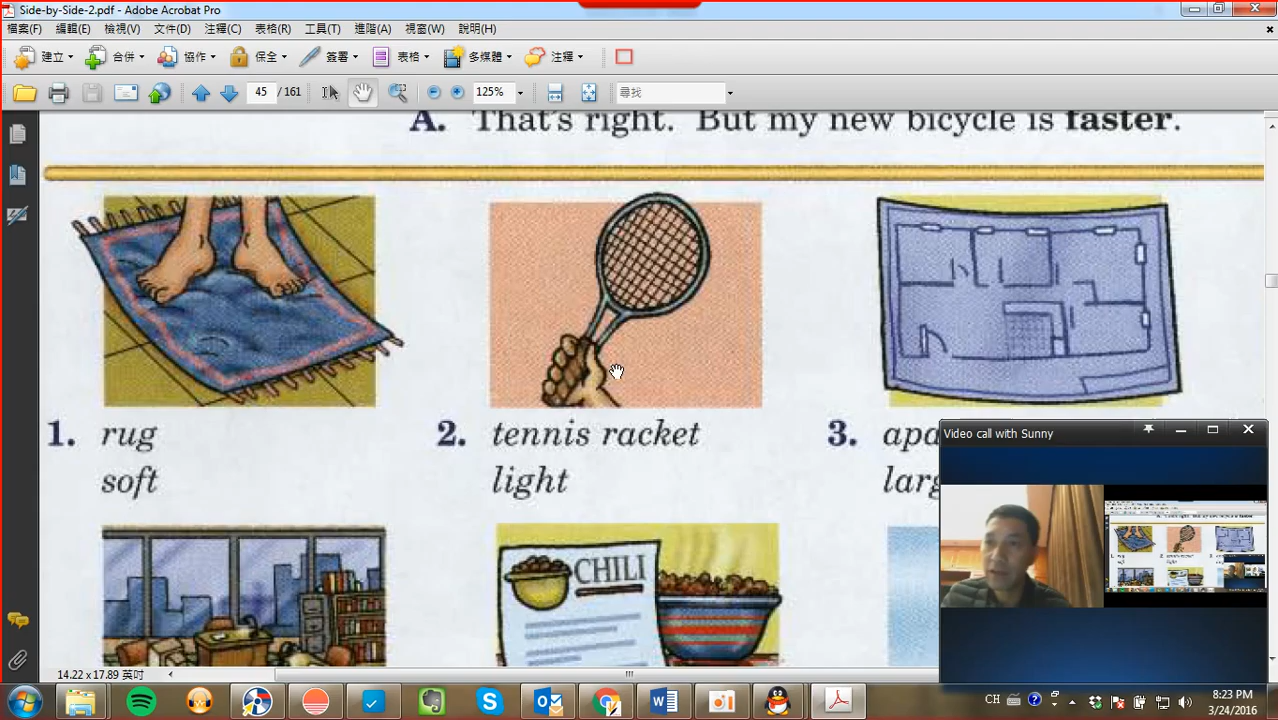 Side-by-Side-2.pdf - Adobe Acrobat Pro
檔案(F) 編輯(E) 檢視(V) 文件(D) 注釋(C) 表格(R) 工具(T) 進階(A) 視窗(W) 說明(H)
建立 合併 協作 保全 簽署 表格 多媒體 注釋
45 / 161 125% 尋找
A. That's right. But my new bicycle is faster.
1. rug
soft
2. tennis racket
light
3. apa
larg
CHILI
Video call with Sunny
14.22 x 17.89 英吋
CH
8:23 PM
3/24/2016